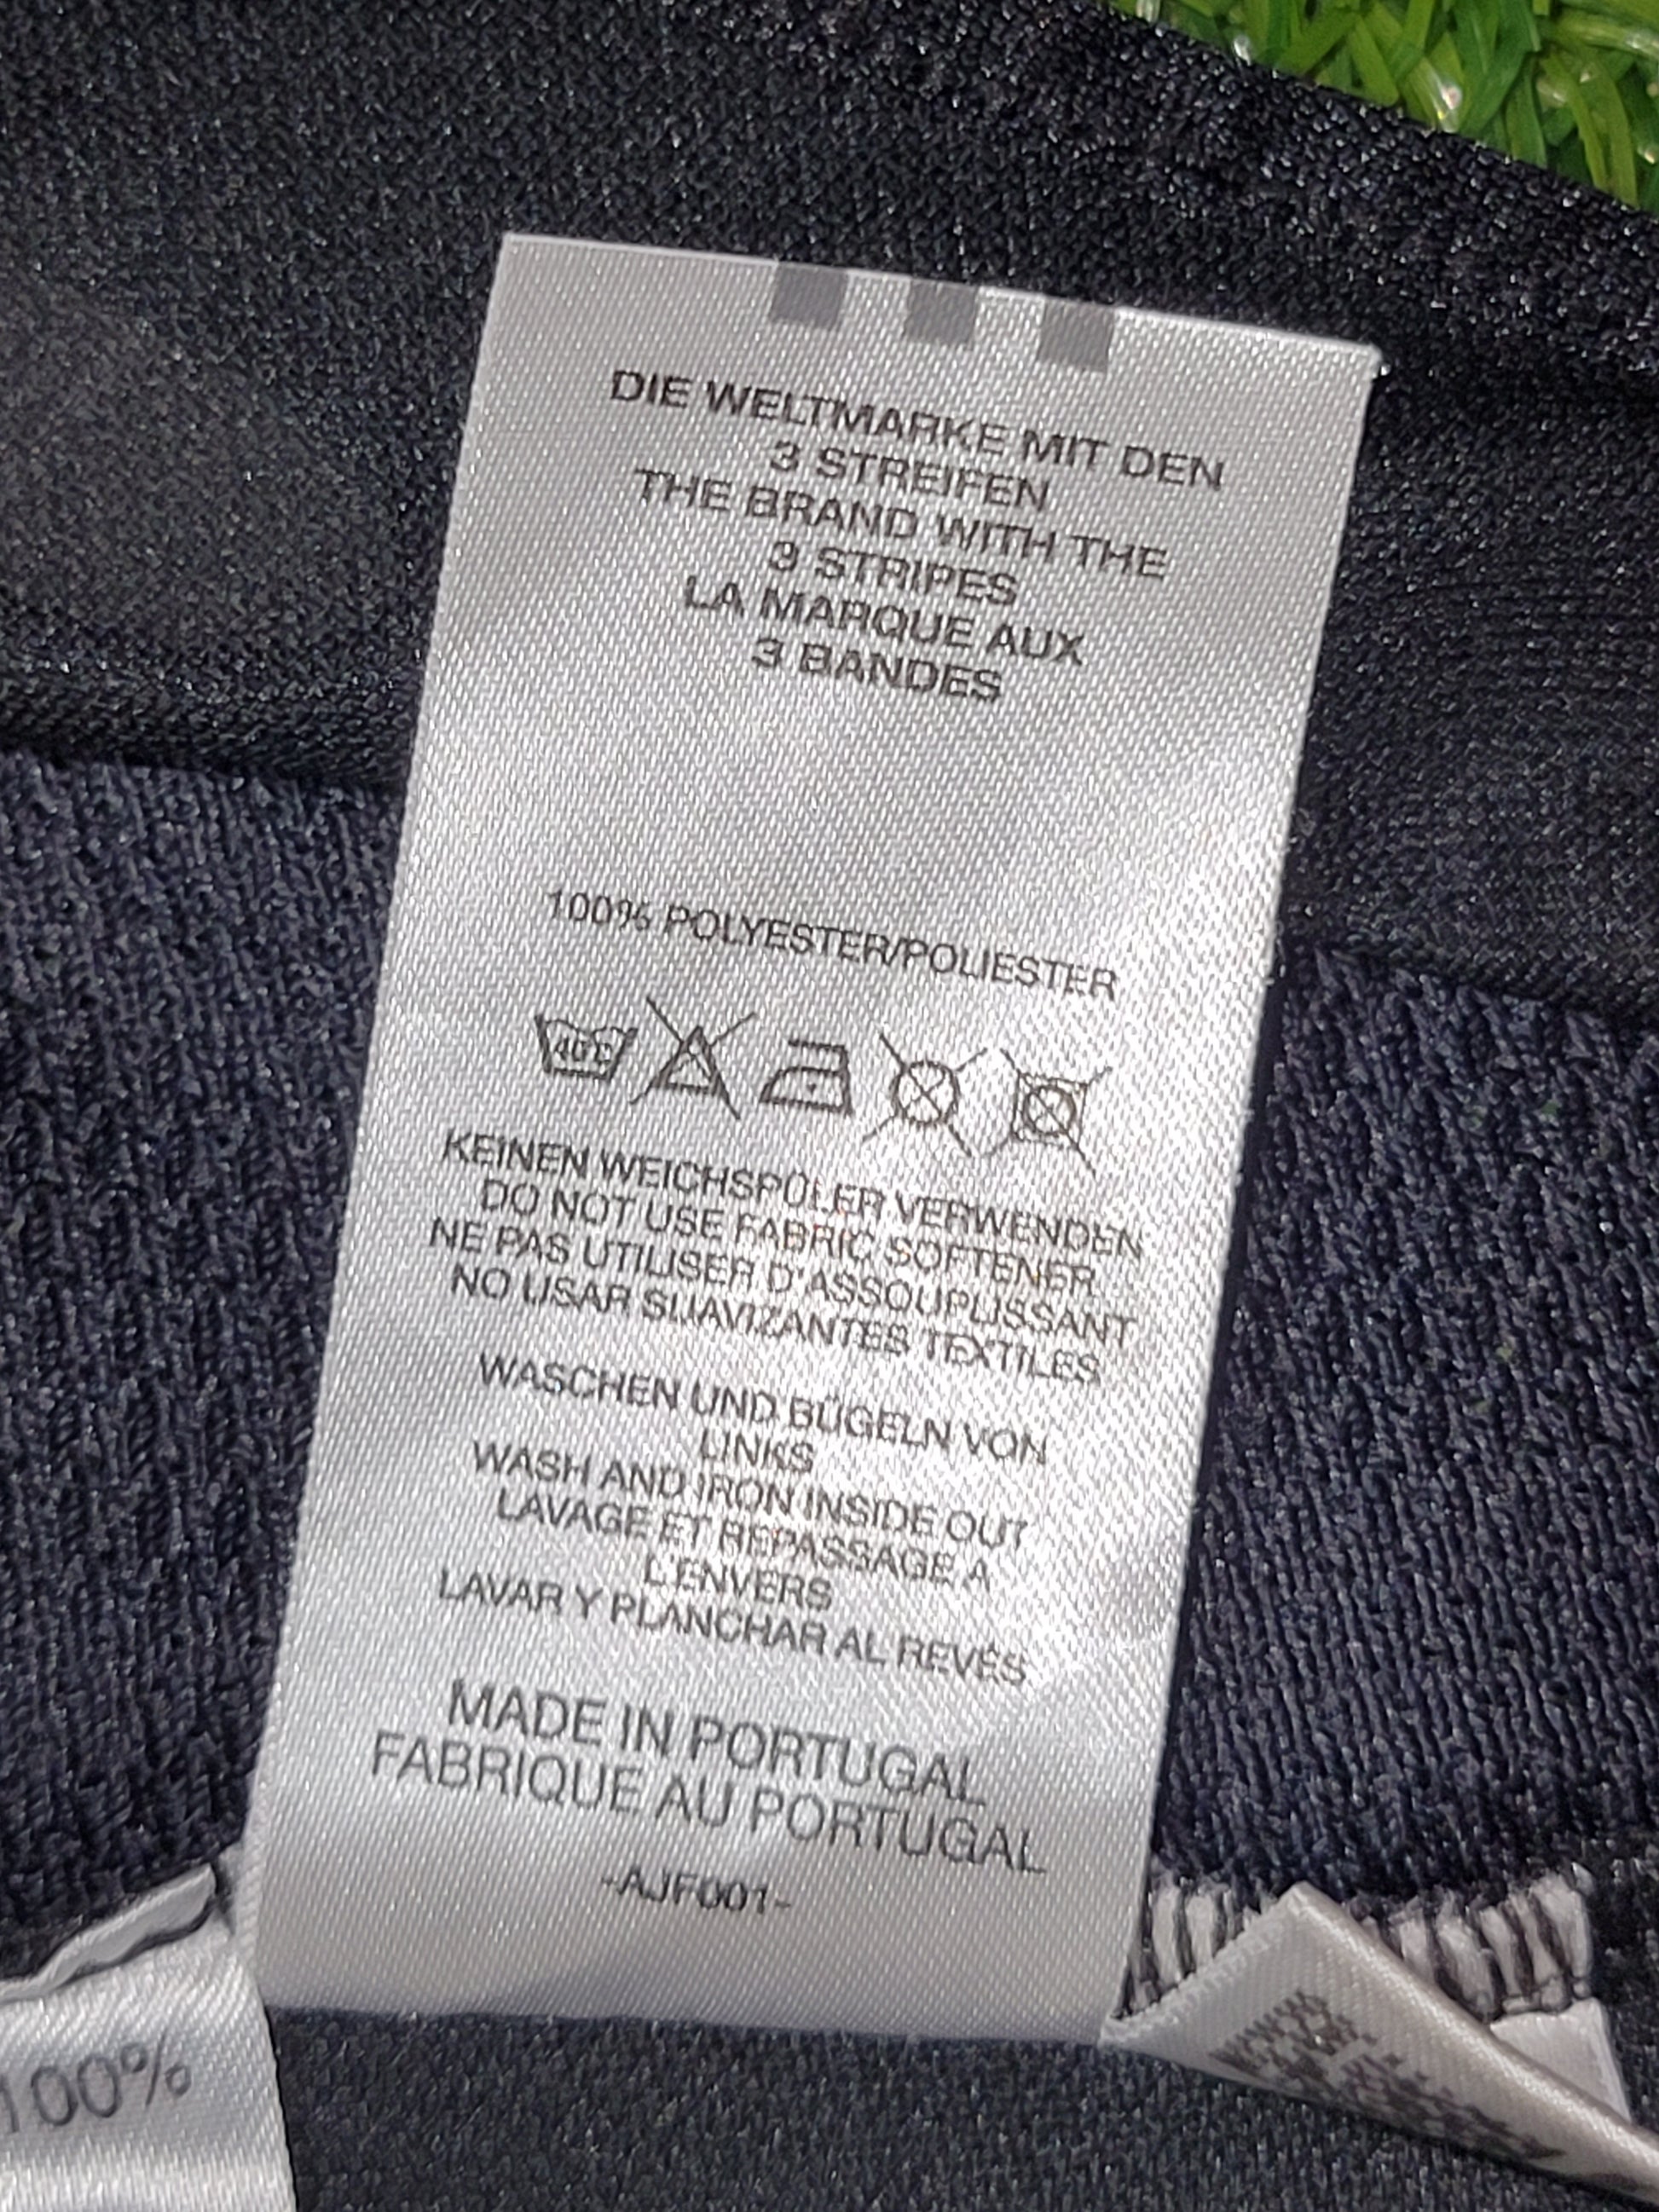 DIE WELTMARKE MIT DEN
3 STREIFEN
THE BRAND WITH THE
3 STRIPES
LA MARQUE AUX
3 BANDES
100% POLYESTER/POLIESTER
40°C
KEINEN WEICHSPÜLER VERWENDEN
DO NOT USE FABRIC SOFTENER
NE PAS UTILISER D'ASSOUPLISSANT
NO USAR SUAVIZANTES TEXTILES
WASCHEN UND BÜGELN VON
LINKS
WASH AND IRON INSIDE OUT
LAVAGE ET REPASSAGE A
L'ENVERS
LAVAR Y PLANCHAR AL REVÉS
MADE IN PORTUGAL
FABRIQUE AU PORTUGAL
-AJF001-
100%